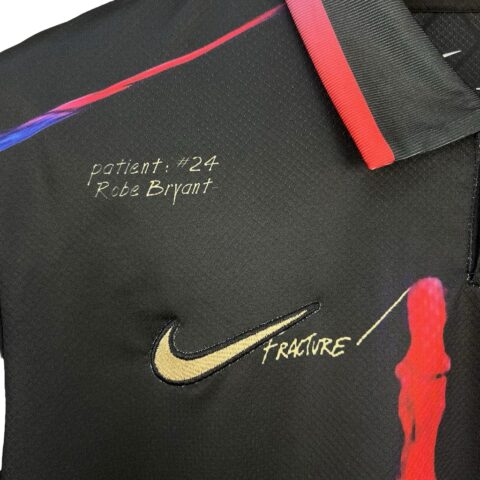 patient: #24
Robe Bryant
FRACTURE